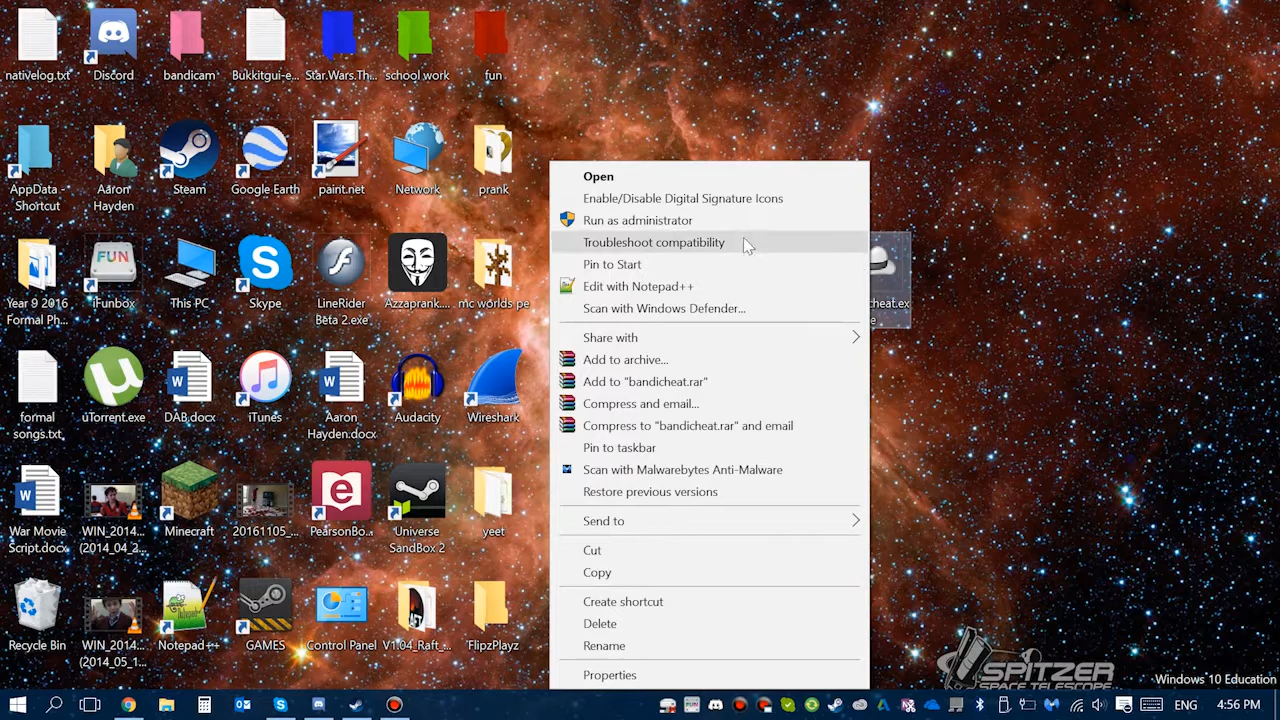 nativelog.txt
Discord
bandicam
Bukkitgui-e...
Star.Wars.Th...
school work
fun
AppData -
Shortcut
Aaron
Hayden
Steam
Google Earth
paint.net
Network
prank
Year 9 2016
Formal Ph...
FUN
iFunbox
This PC
Skype
LineRider
Beta 2.exe
Azzaprank....
mc worlds pe
formal
songs.txt
uTorrent.exe
DAB.docx
iTunes
Aaron
Hayden.docx
Audacity
Wireshark
War Movie
Script.docx
WIN_2014...
(2014_04_2...
Minecraft
20161105_...
PearsonBo...
Universe
SandBox 2
yeet
Recycle Bin
WIN_2014...
(2014_05_1...
Notepad++
GAMES
Control Panel
V1.04_Raft_...
'FlipzPlayz
Open
Enable/Disable Digital Signature Icons
Run as administrator
Troubleshoot compatibility
Pin to Start
Edit with Notepad++
Scan with Windows Defender...
Share with
Add to archive...
Add to "bandicheat.rar"
Compress and email...
Compress to "bandicheat.rar" and email
Pin to taskbar
Scan with Malwarebytes Anti-Malware
Restore previous versions
Send to
Cut
Copy
Create shortcut
Delete
Rename
Properties
cheat.ex
e
SPITZER
SPACE TELESCOPE
Windows 10 Education
ENG
4:56 PM